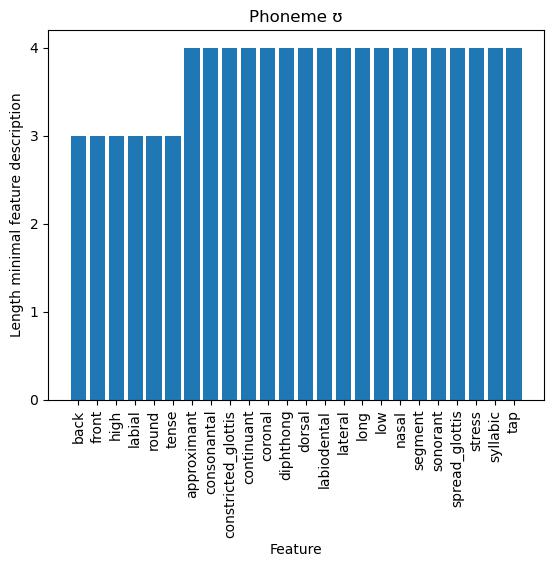 Phoneme ʊ
Length minimal feature description
4
3
2
1
0
back
front
high
labial
round
tense
approximant
consonantal
constricted_glottis
continuant
coronal
diphthong
dorsal
labiodental
lateral
long
low
nasal
segment
sonorant
spread_glottis
stress
syllabic
tap
Feature